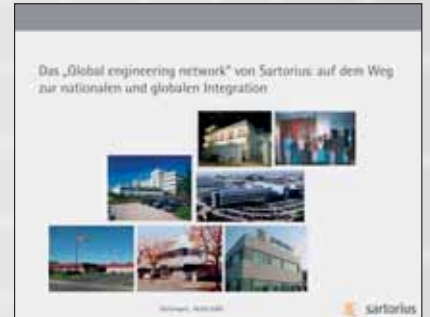 Das „Global engineering network“ von Sartorius: auf dem Weg
zur nationalen und globalen Integration
sartorius